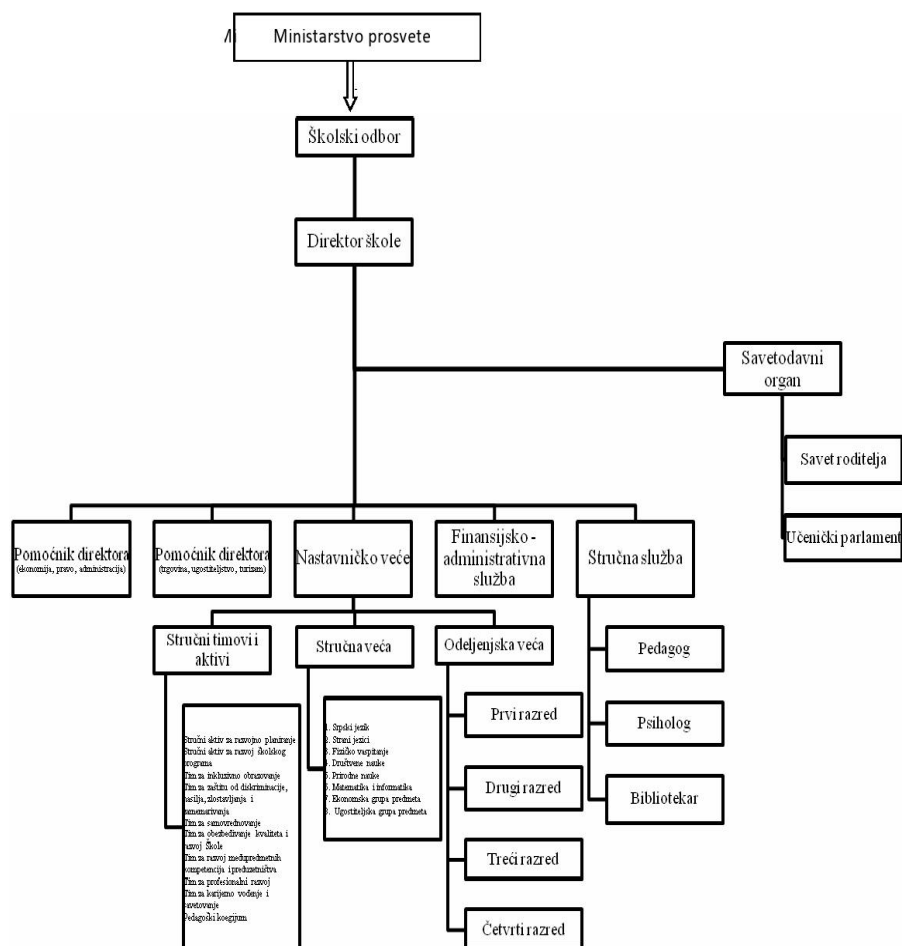 Ministarstvo prosvete
Školski odbor
Direktor škole
Savetodavni
organ
Savet roditelja
Učenički parlament
Pomoćnik direktora
(ekonomija, pravo, administracija)
Pomoćnik direktora
(trgovina, ugostiteljstvo, turizam)
Nastavničko veće
Finansijsko -
administrativna
služba
Stručna služba
Stručni timovi i
aktivi
Stručna veća
Odeljenjska veća
Pedagog
Psiholog
Bibliotekar
Prvi razred
Drugi razred
Treći razred
Četvrti razred
Stručni aktiv za razvojno planiranje
Stručni aktiv za razvoj školskog
programa
Tim za inkluzivno obrazovanje
Tim za zaštitu od diskriminacije,
nasilja, zlostavljanja i
zanemarivanja
Tim za samovrednovanje
Tim za obezbeđivanje kvaliteta i
razvoj Škole
Tim za razvoj međupredmetnih
kompetencija i preduzetništva
Tim za profesionalni razvoj
Tim za karijerno vođenje i
savetovanje
Pedagoški koegijum
1. Srpski jezik
2. Strani jezici
3. Fizičko vaspitanje
4. Društvene nauke
5. Prirodne nauke
6. Matematika i informatika
7. Ekonomska grupa predmeta
8. Ugostiteljska grupa predmeta